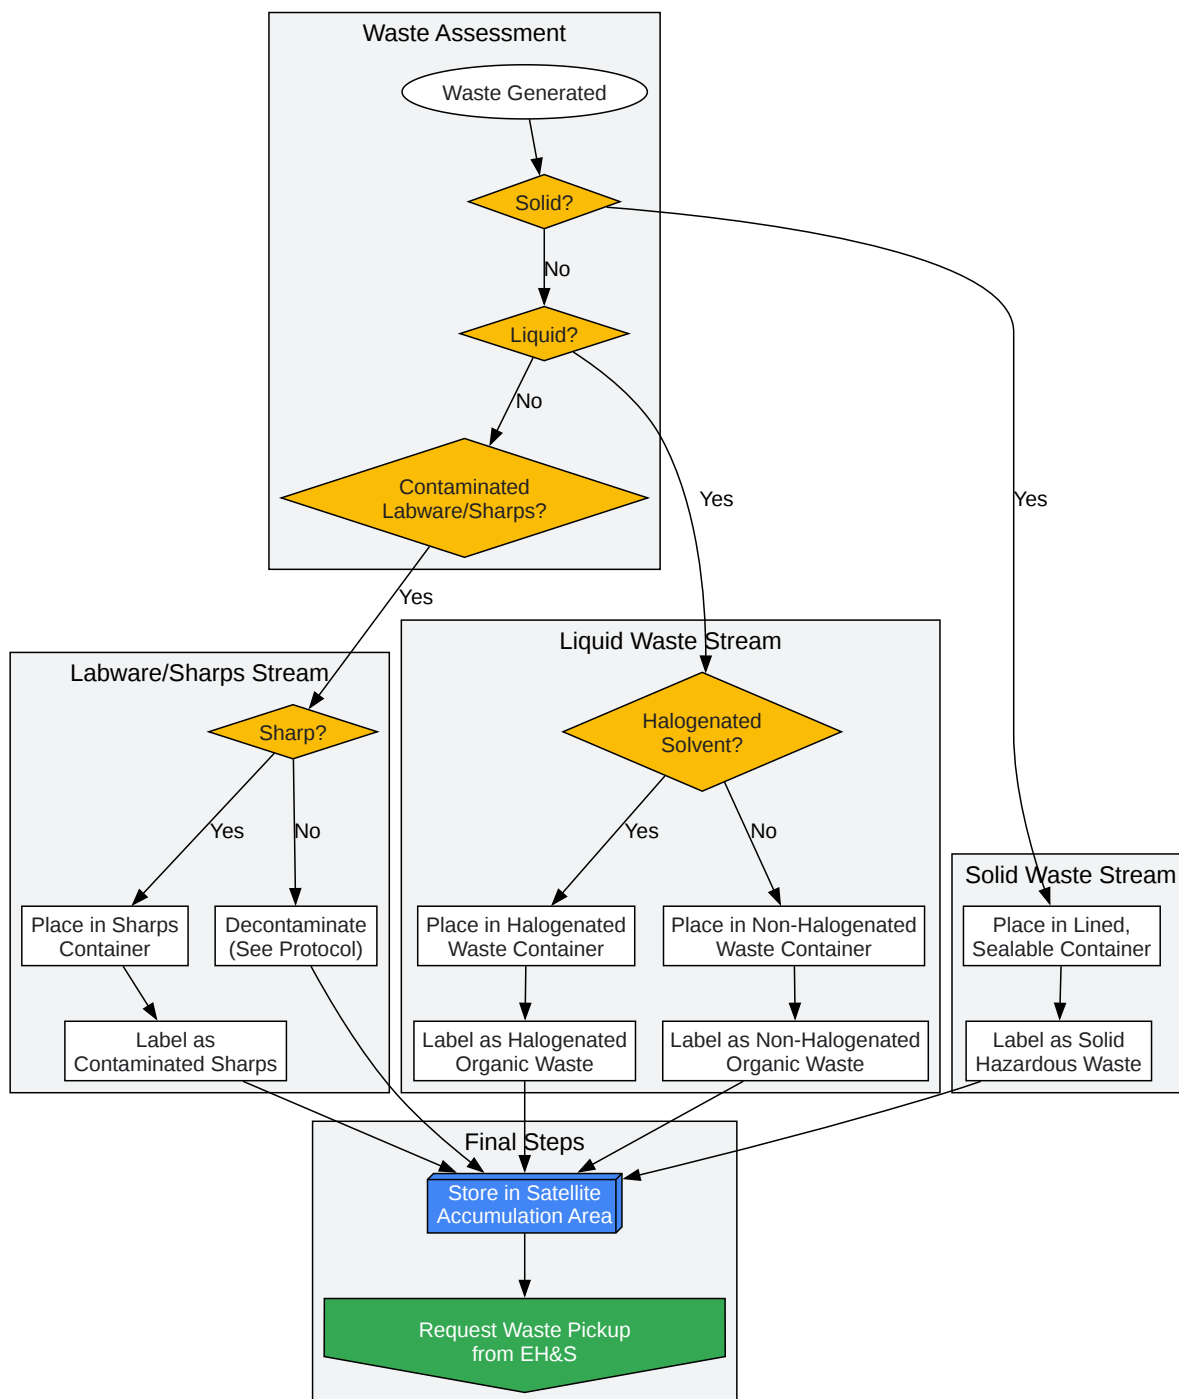 Waste Assessment
Waste Generated
Solid?
No
Liquid?
No
Contaminated
Labware/Sharps?
Yes
Yes
Yes
Labware/Sharps Stream
Sharp?
Yes
No
Place in Sharps
Container
Decontaminate
(See Protocol)
Label as
Contaminated Sharps
Liquid Waste Stream
Halogenated
Solvent?
Yes
No
Place in Halogenated
Waste Container
Place in Non-Halogenated
Waste Container
Label as Halogenated
Organic Waste
Label as Non-Halogenated
Organic Waste
Solid Waste Stream
Place in Lined,
Sealable Container
Label as Solid
Hazardous Waste
Final Steps
Store in Satellite
Accumulation Area
Request Waste Pickup
from EH&S